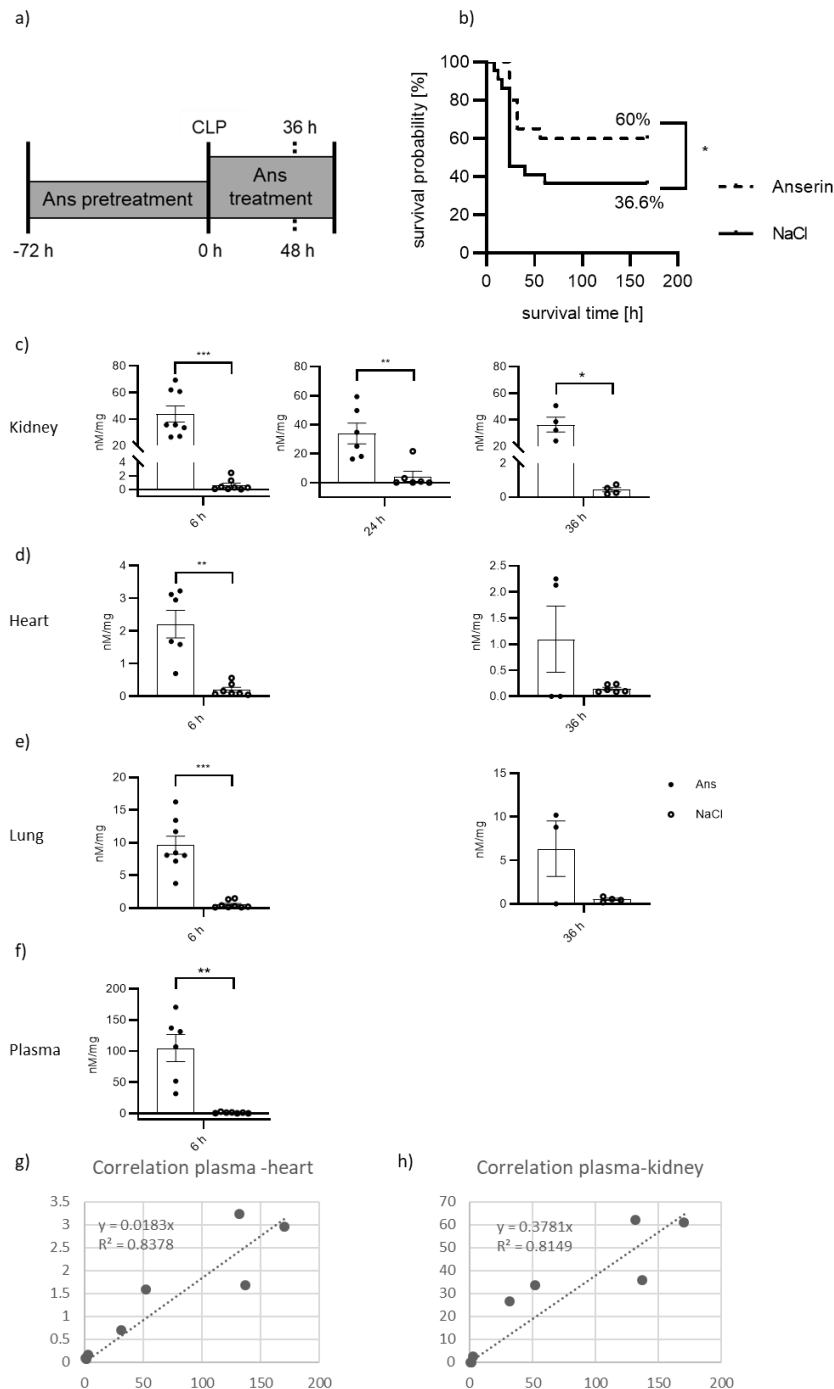 a)
CLP 36 h
Ans pretreatment
Ans
treatment
-72 h 0 h 48 h
b)
survival probability [%]
100
80
60
40
20
0
60%
*
36.6%
0 50 100 150 200
survival time [h]
Anserin
NaCl
c)
Kidney
nM/mg
80
60
40
20
4
2
0
***
6 h
nM/mg
80
60
40
20
0
**
24 h
nM/mg
80
60
40
20
2
0
*
36 h
d)
Heart
nM/mg
4
3
2
1
0
**
6 h
nM/mg
2.5
2.0
1.5
1.0
0.5
0.0
36 h
e)
Lung
nM/mg
20
15
10
5
0
***
6 h
nM/mg
15
10
5
0
36 h
Ans
NaCl
f)
Plasma
nM/mg
200
150
100
50
0
**
6 h
g)
Correlation plasma -heart
3.5
3
2.5
2
1.5
1
0.5
0
y = 0.0183x
R² = 0.8378
0 50 100 150 200
h)
Correlation plasma-kidney
70
60
50
40
30
20
10
0
y = 0.3781x
R² = 0.8149
0 50 100 150 200